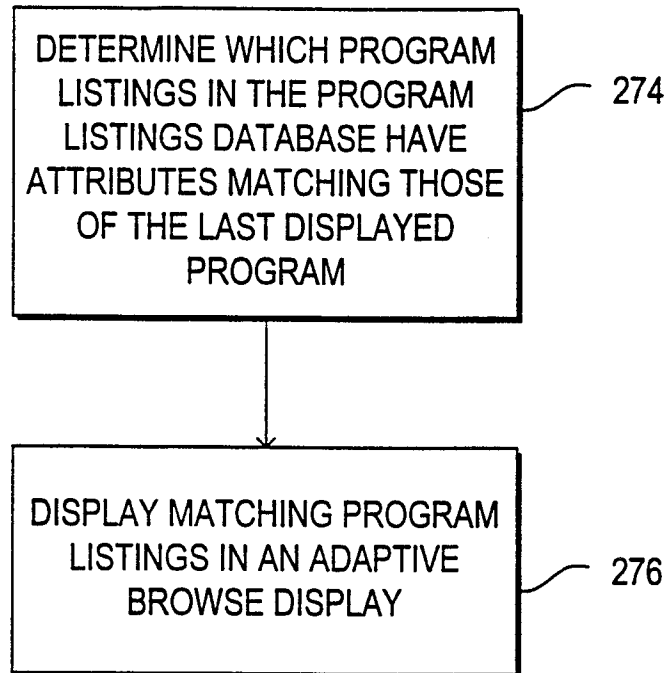 DETERMINE WHICH PROGRAM
LISTINGS IN THE PROGRAM
LISTINGS DATABASE HAVE
ATTRIBUTES MATCHING THOSE
OF THE LAST DISPLAYED
PROGRAM
274
DISPLAY MATCHING PROGRAM
LISTINGS IN AN ADAPTIVE
BROWSE DISPLAY
276